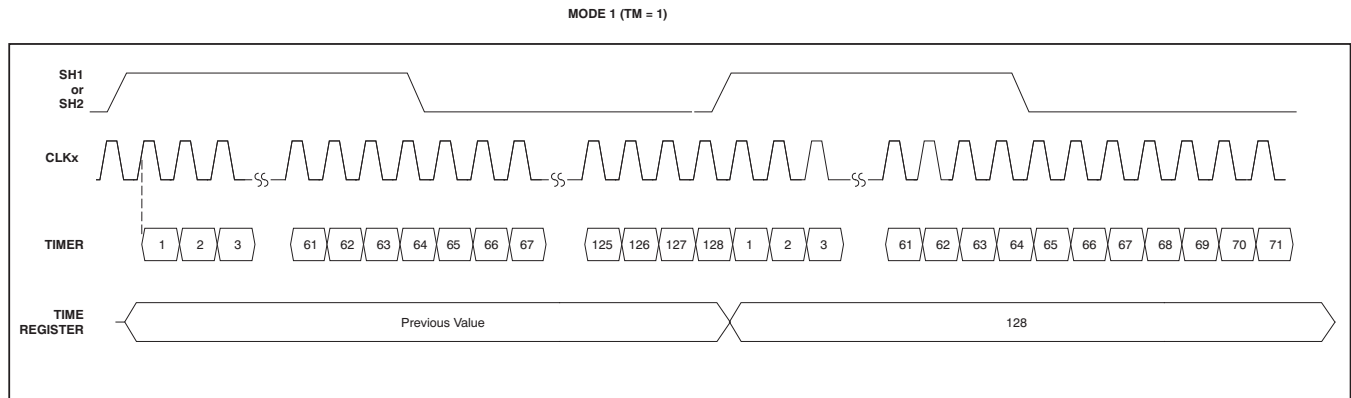 MODE 1 (TM = 1)
SH1
or
SH2
CLKx
TIMER
1 2 3 61 62 63 64 65 66 67 125 126 127 128 1 2 3 61 62 63 64 65 66 67 68 69 70 71
TIME
REGISTER
Previous Value 128